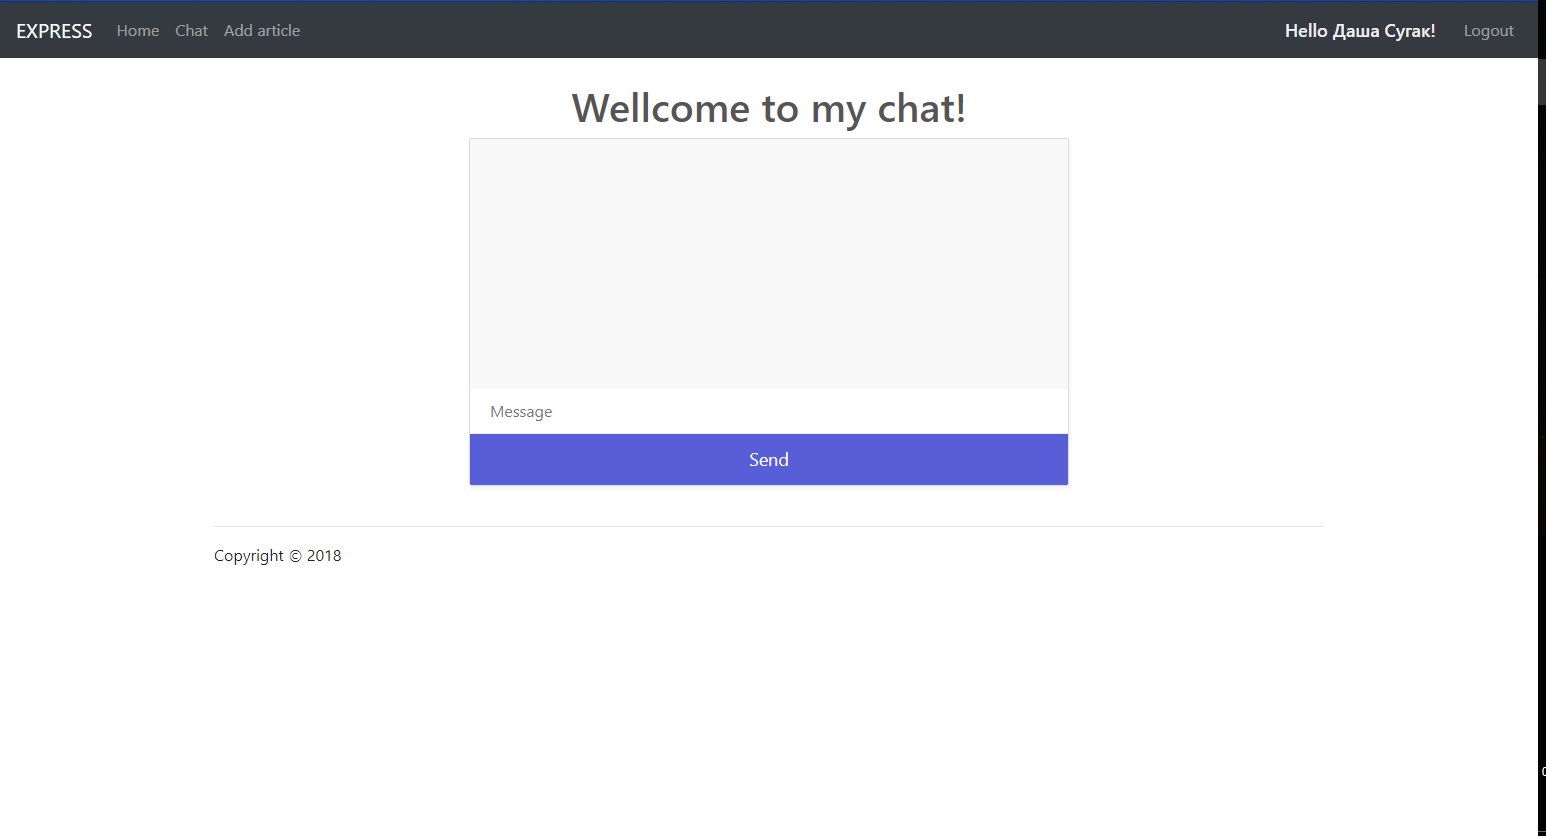 EXPRESS Home Chat Add article Hello Даша Сугак! Logout
Wellcome to my chat!
Message
Send
Copyright © 2018